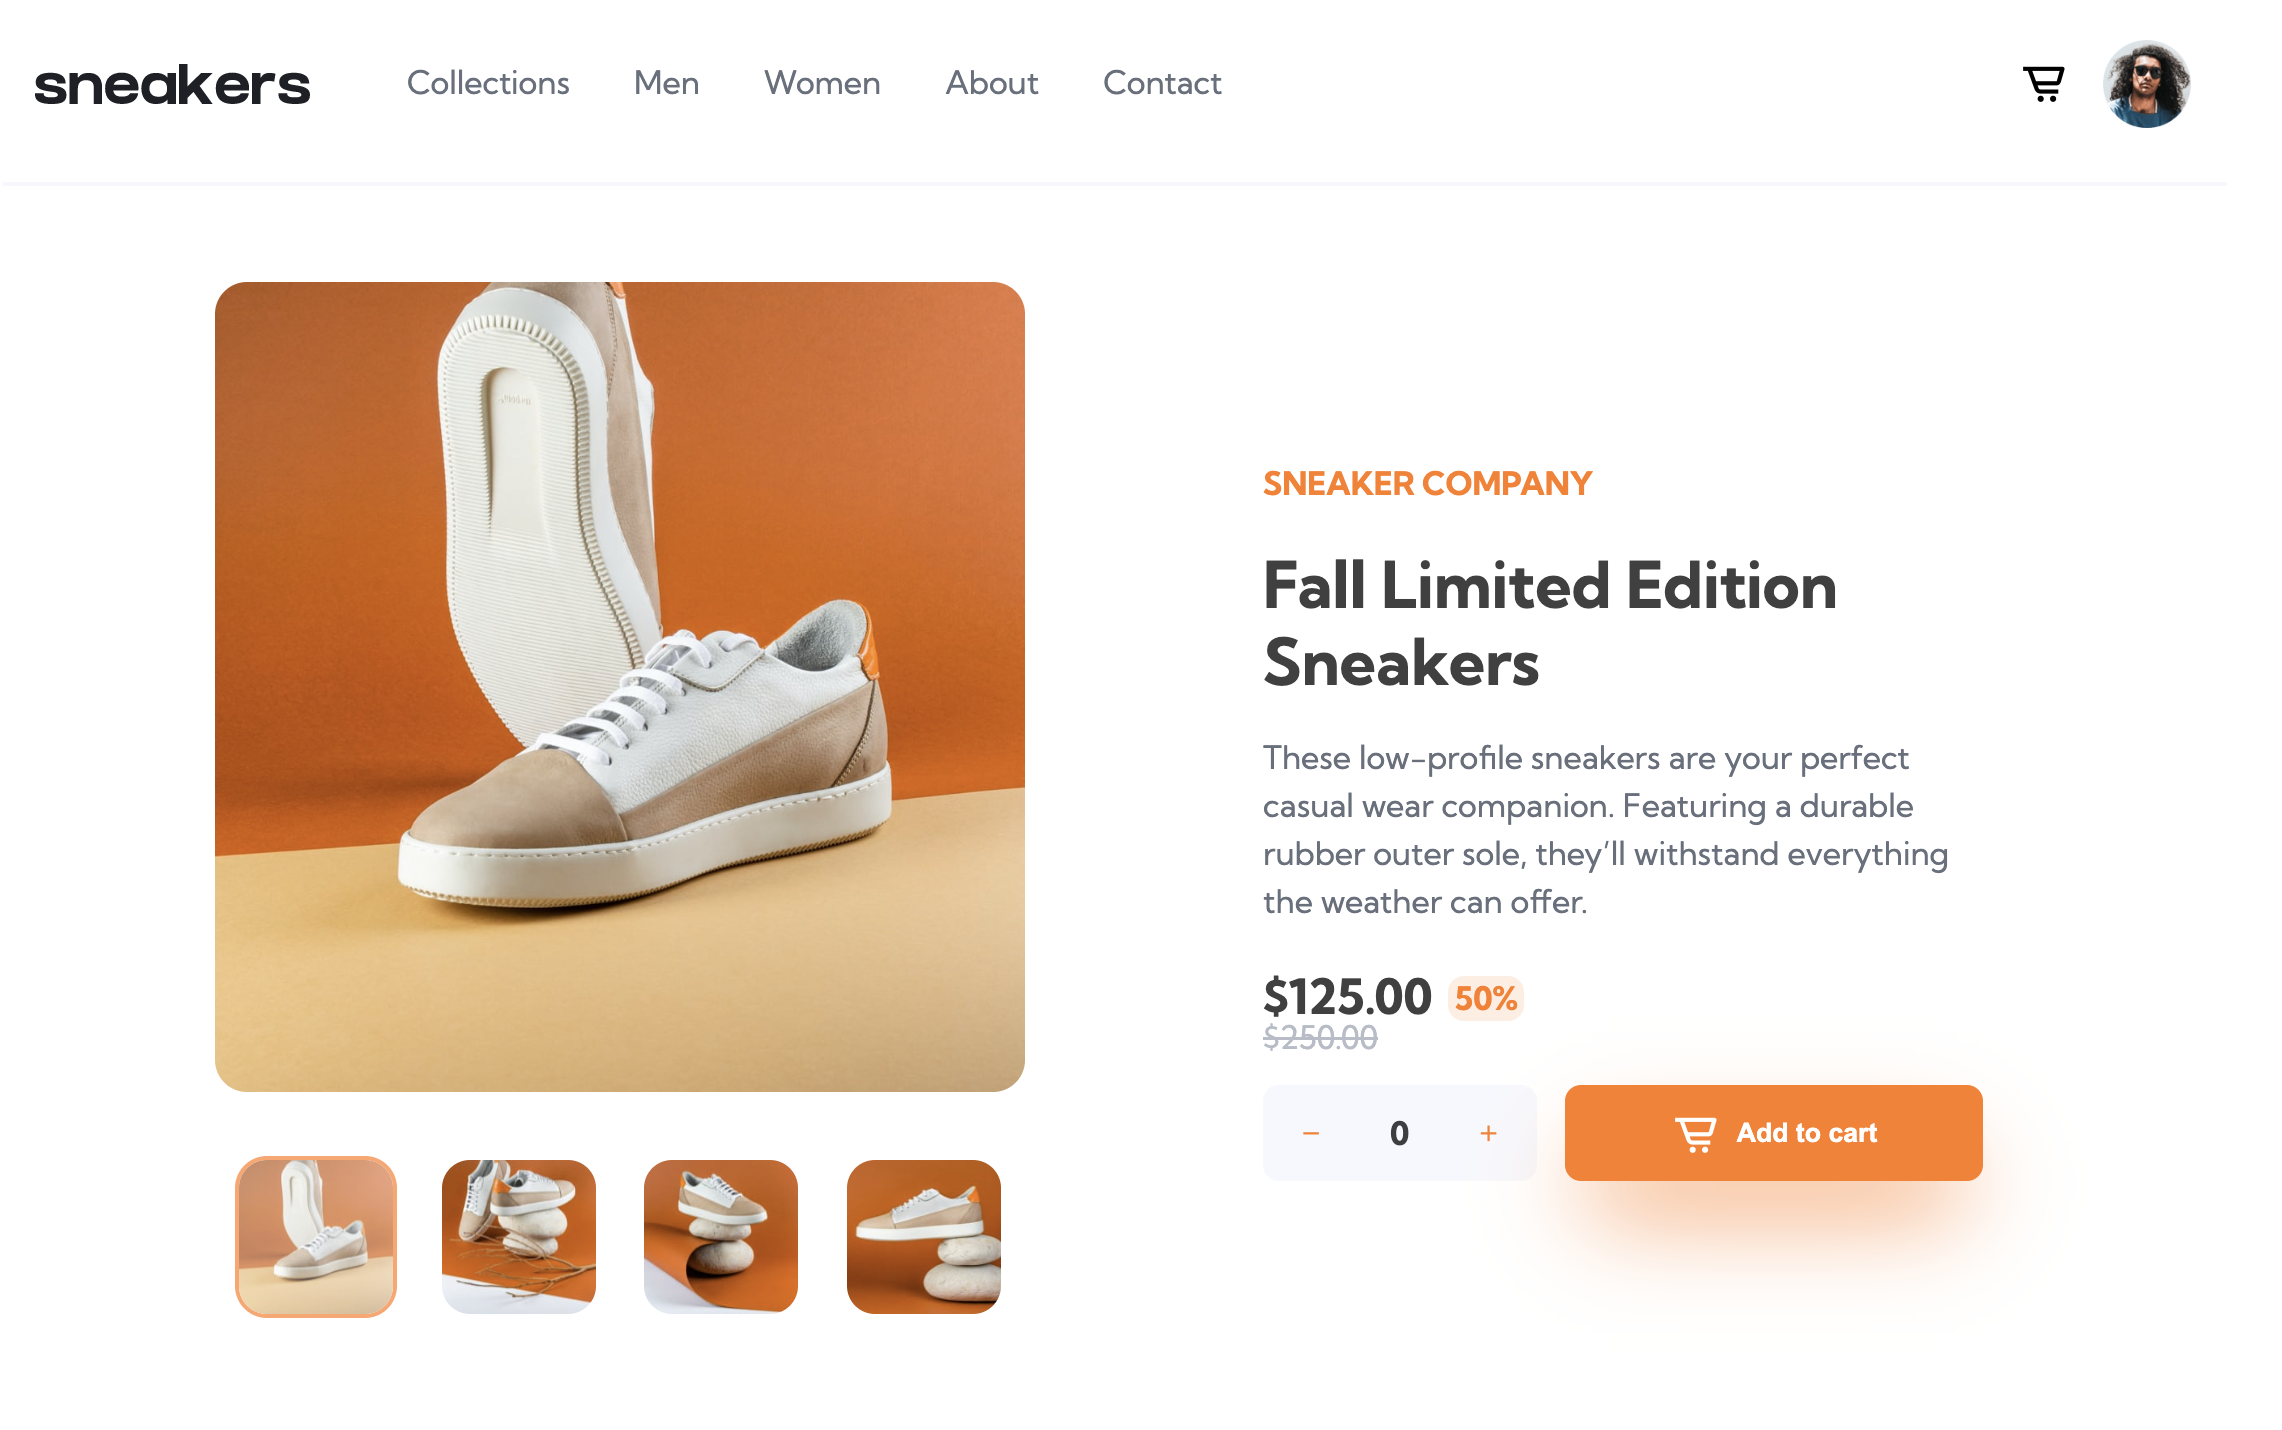 sneakers
Collections Men Women About Contact
SNEAKER COMPANY
Fall Limited Edition
Sneakers
These low-profile sneakers are your perfect
casual wear companion. Featuring a durable
rubber outer sole, they’ll withstand everything
the weather can offer.
$125.00 50%
$250.00
− 0 + Add to cart